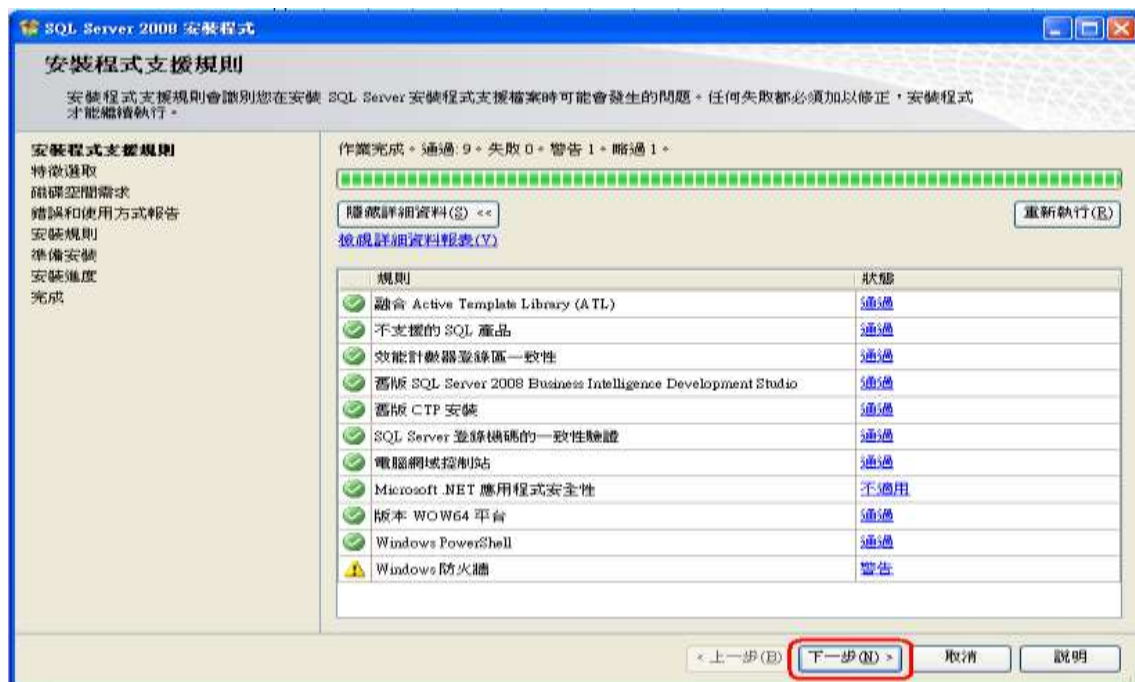 SQL Server 2008 安裝程式
安裝程式支援規則
安裝程式支援規則會識別您在安裝 SQL Server 安裝程式支援檔案時可能會發生的問題。任何失敗都必須加以修正，安裝程式
才能繼續執行。
安裝程式支援規則
特徵選取
磁碟空間需求
錯誤和使用方式報告
安裝規則
準備安裝
安裝進度
完成
作業完成。通過: 9。失敗 0。警告 1。略過 1。
隱藏詳細資料(S) <<
重新執行(R)
檢視詳細資料報表(V)
規則 狀態
融合 Active Template Library (ATL) 通過
不支援的 SQL 產品 通過
效能計數器登錄區一致性 通過
舊版 SQL Server 2008 Business Intelligence Development Studio 通過
舊版 CTP 安裝 通過
SQL Server 登錄機碼的一致性驗證 通過
電腦網域控制站 通過
Microsoft .NET 應用程式安全性 不適用
版本 WOW64 平台 通過
Windows PowerShell 通過
Windows 防火牆 警告
< 上一步(B) 下一步(N) > 取消 說明